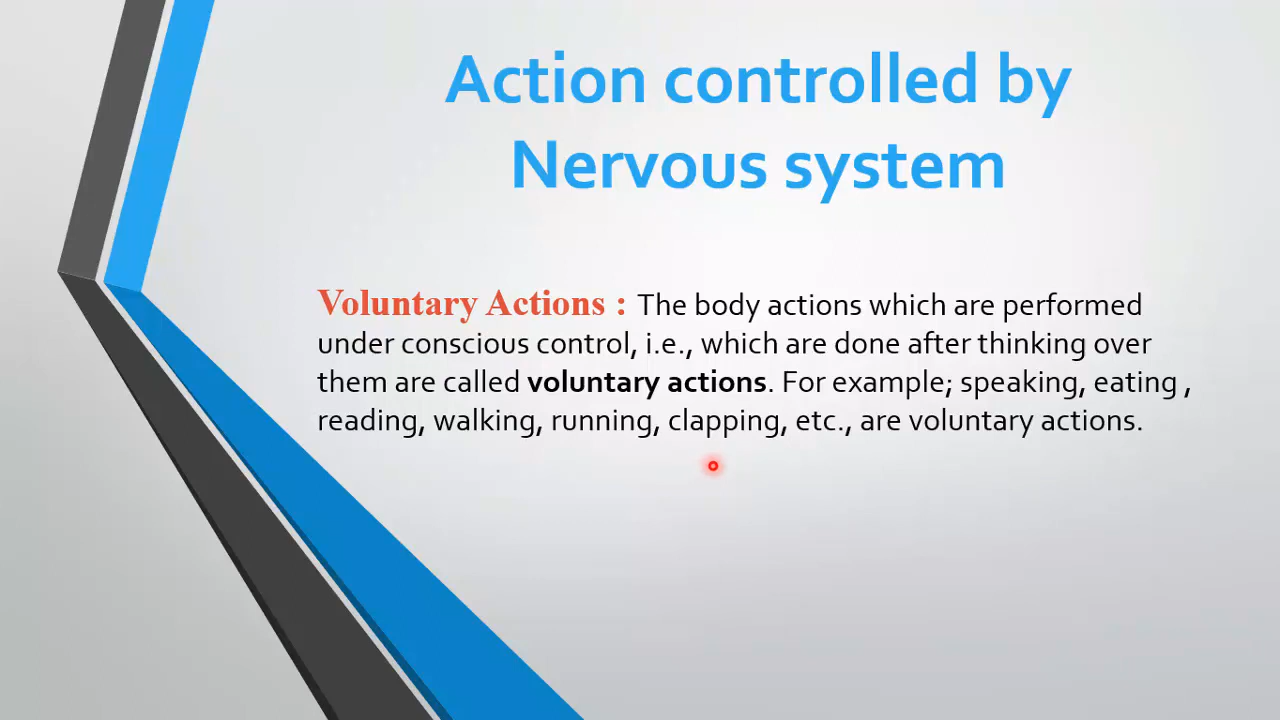 Action controlled by
Nervous system
Voluntary Actions : The body actions which are performed
under conscious control, i.e., which are done after thinking over
them are called voluntary actions. For example; speaking, eating ,
reading, walking, running, clapping, etc., are voluntary actions.